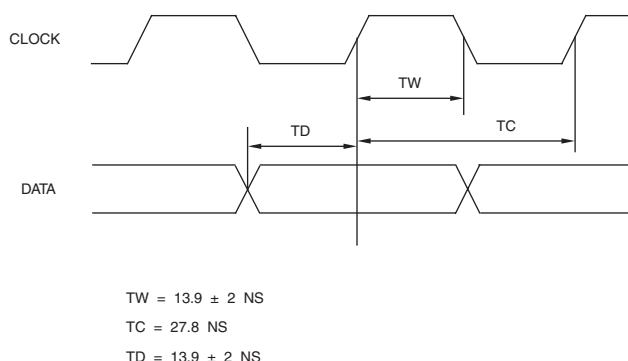 CLOCK
TW
TD
TC
DATA
TW = 13.9 ± 2 NS
TC = 27.8 NS
TD = 13.9 ± 2 NS